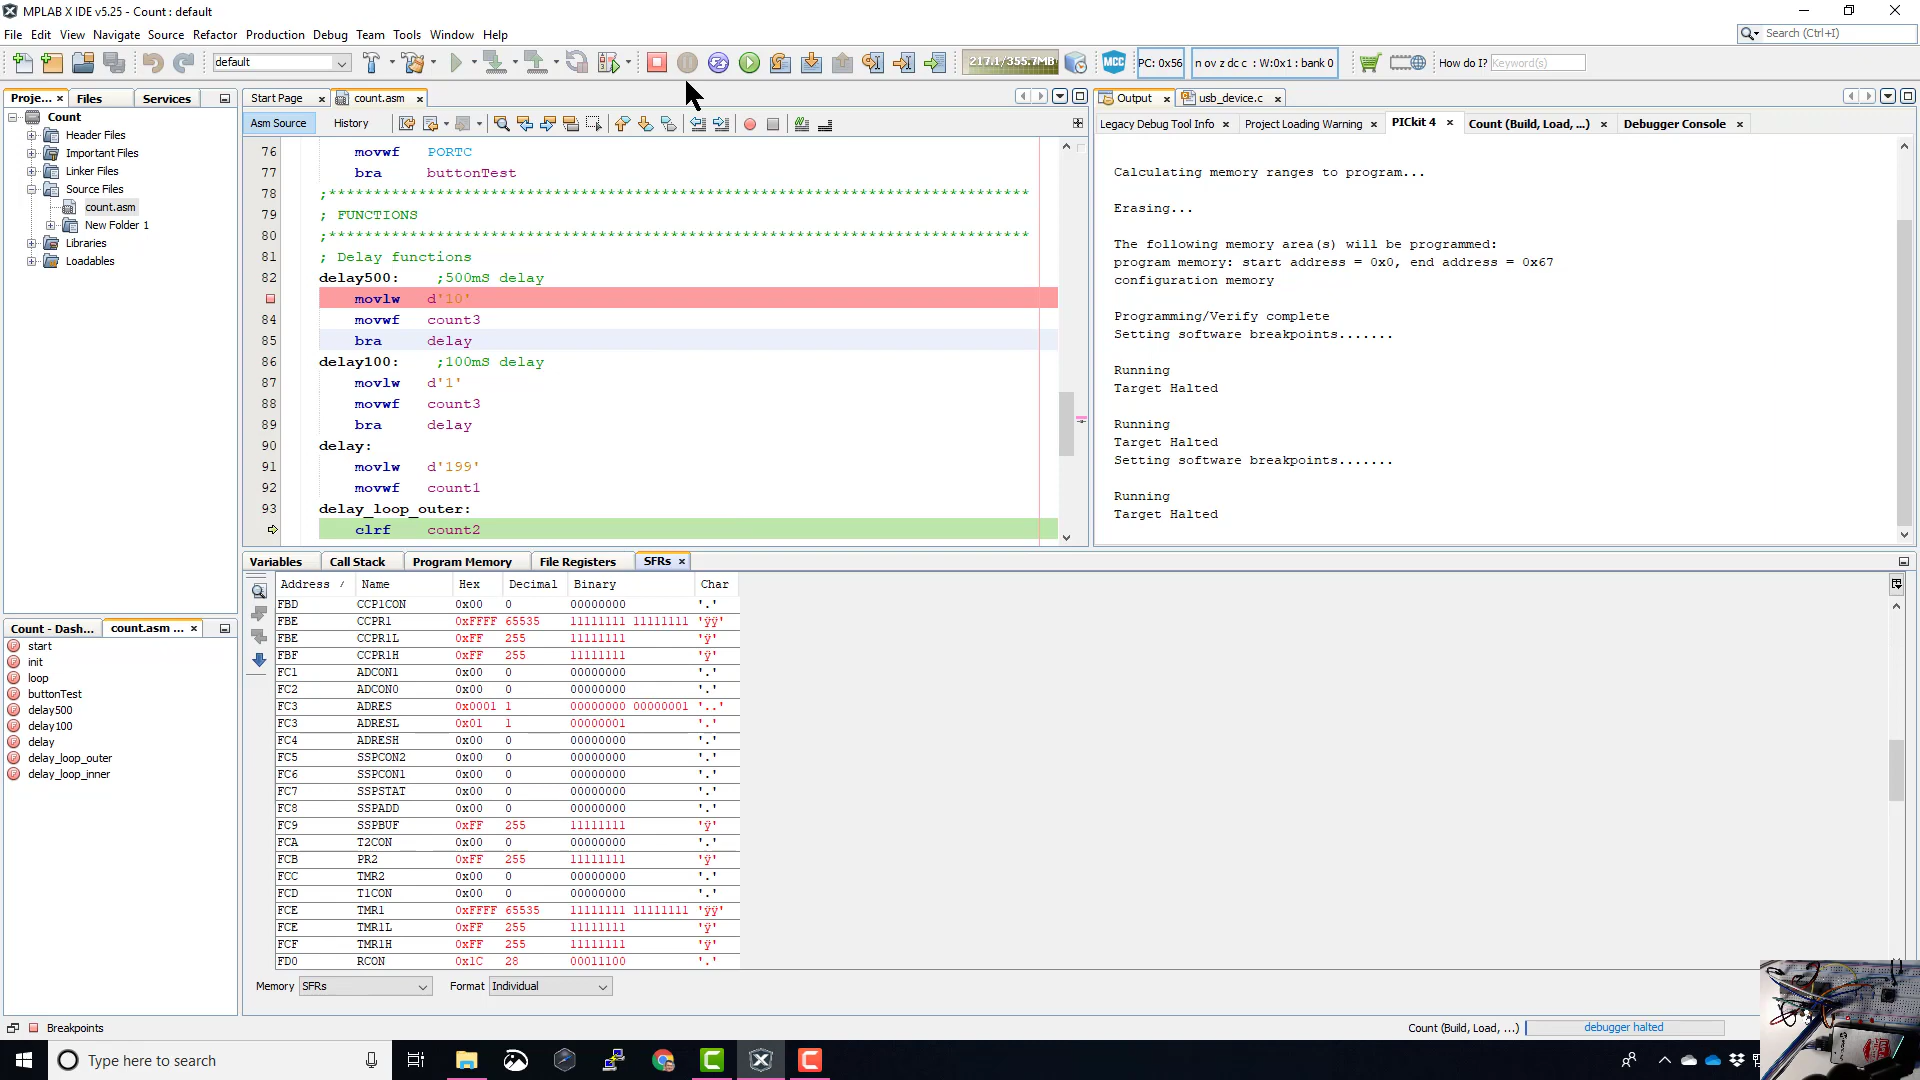 MPLAB X IDE v5.25 - Count : default
File Edit View Navigate Source Refactor Production Debug Team Tools Window Help
Search (Ctrl+I)
default
217.1/355.7MB
MCC
PC: 0x56
n ov z dc c : W:0x1 : bank 0
How do I? Keyword(s)
Proje... Files Services
Count
Header Files
Important Files
Linker Files
Source Files
count.asm
New Folder 1
Libraries
Loadables
Start Page count.asm
Asm Source History
76 movwf PORTC
77 bra buttonTest
78 ;******************************************************************************
79 ; FUNCTIONS
80 ;******************************************************************************
81 ; Delay functions
82 delay500: ;500mS delay
movlw d'10'
84 movwf count3
85 bra delay
86 delay100: ;100mS delay
87 movlw d'1'
88 movwf count3
89 bra delay
90 delay:
91 movlw d'199'
92 movwf count1
93 delay_loop_outer:
clrf count2
Output usb_device.c
Legacy Debug Tool Info Project Loading Warning PICkit 4 Count (Build, Load, ...) Debugger Console
Calculating memory ranges to program...
Erasing...
The following memory area(s) will be programmed:
program memory: start address = 0x0, end address = 0x67
configuration memory
Programming/Verify complete
Setting software breakpoints.......
Running
Target Halted
Running
Target Halted
Setting software breakpoints.......
Running
Target Halted
Count - Dash... count.asm ...
start
init
loop
buttonTest
delay500
delay100
delay
delay_loop_outer
delay_loop_inner
Variables Call Stack Program Memory File Registers SFRs
Address / Name Hex Decimal Binary Char
FBD CCP1CON 0x00 0 00000000 '.'
FBE CCPR1 0xFFFF 65535 11111111 11111111 'ÿÿ'
FBE CCPR1L 0xFF 255 11111111 'ÿ'
FBF CCPR1H 0xFF 255 11111111 'ÿ'
FC1 ADCON1 0x00 0 00000000 '.'
FC2 ADCON0 0x00 0 00000000 '.'
FC3 ADRES 0x0001 1 00000000 00000001 '..'
FC3 ADRESL 0x01 1 00000001 '.'
FC4 ADRESH 0x00 0 00000000 '.'
FC5 SSPCON2 0x00 0 00000000 '.'
FC6 SSPCON1 0x00 0 00000000 '.'
FC7 SSPSTAT 0x00 0 00000000 '.'
FC8 SSPADD 0x00 0 00000000 '.'
FC9 SSPBUF 0xFF 255 11111111 'ÿ'
FCA T2CON 0x00 0 00000000 '.'
FCB PR2 0xFF 255 11111111 'ÿ'
FCC TMR2 0x00 0 00000000 '.'
FCD T1CON 0x00 0 00000000 '.'
FCE TMR1 0xFFFF 65535 11111111 11111111 'ÿÿ'
FCE TMR1L 0xFF 255 11111111 'ÿ'
FCF TMR1H 0xFF 255 11111111 'ÿ'
FD0 RCON 0x1C 28 00011100 '.'
Memory SFRs Format Individual
Breakpoints
Count (Build, Load, ...) debugger halted
Type here to search